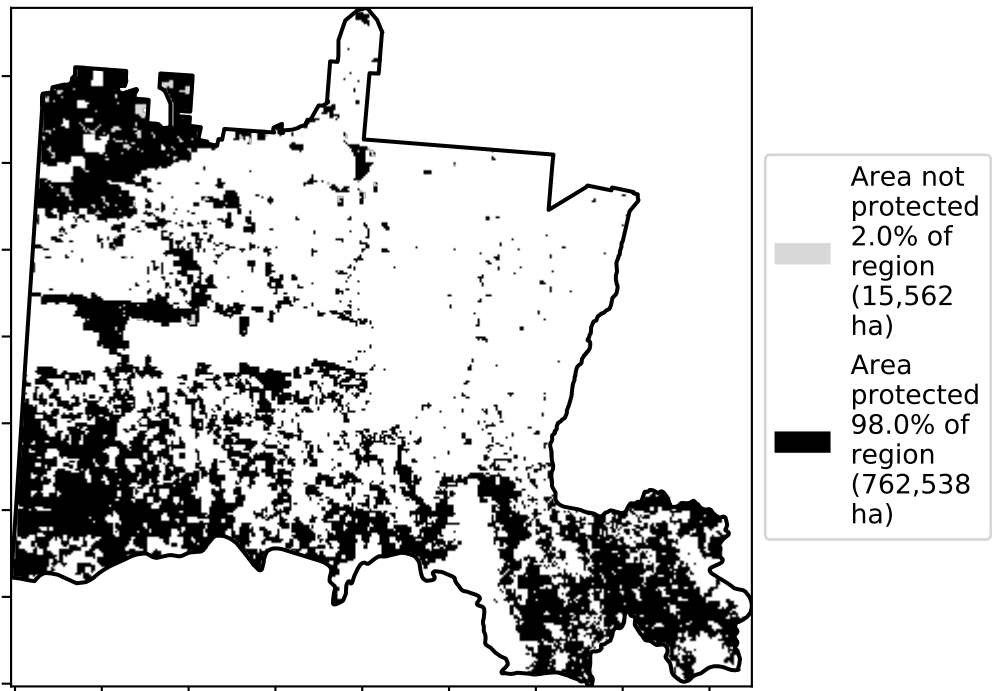 Area not
protected
2.0% of
region
(15,562
ha)
Area
protected
98.0% of
region
(762,538
ha)